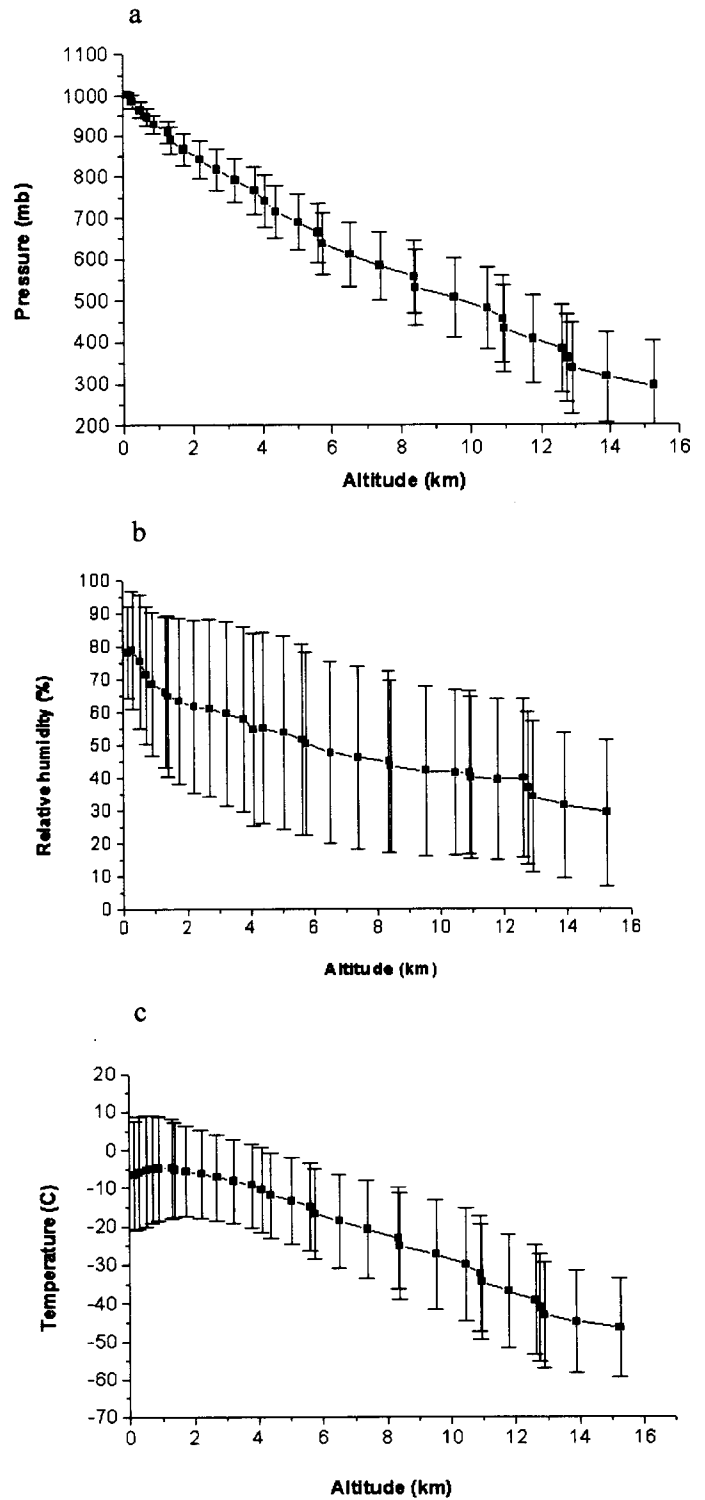 a
1100
1000
900
800
700
600
500
400
300
200
Pressure (mb)
0 2 4 6 8 10 12 14 16
Altitude (km)
b
100
90
80
70
60
50
40
30
20
10
0
Relative humidity (%)
0 2 4 6 8 10 12 14 16
Altitude (km)
c
20
10
0
-10
-20
-30
-40
-50
-60
-70
Temperature (C)
0 2 4 6 8 10 12 14 16
Altitude (km)